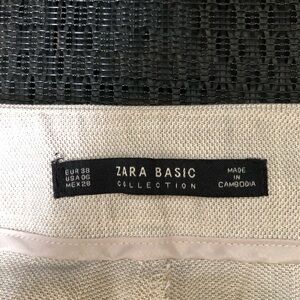 EUR 38
USA 06
MEX 28
ZARA BASIC
COLLECTION
MADE
IN
CAMBODIA